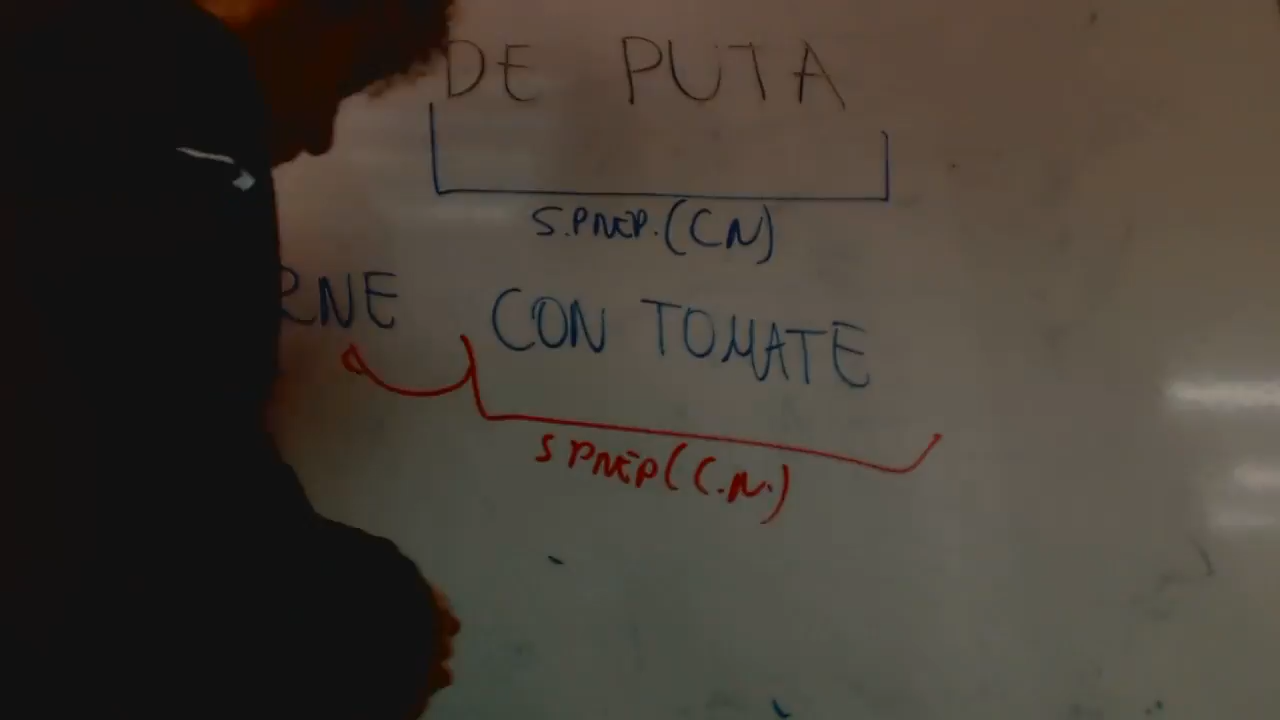 DE PUTA
S.PREP. (CN)
RNE CON TOMATE
S PREP (C.N.)